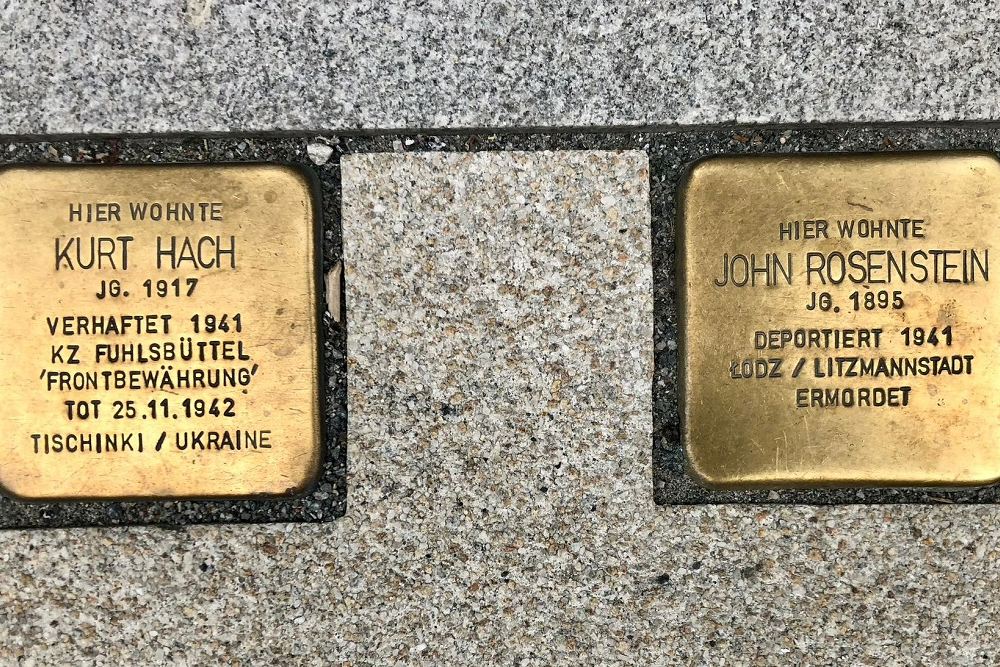 HIER WOHNTE
KURT HACH
JG. 1917
VERHAFTET 1941
KZ FUHLSBÜTTEL
'FRONTBEWÄHRUNG'
TOT 25.11.1942
TISCHINKI / UKRAINE
HIER WOHNTE
JOHN ROSENSTEIN
JG. 1895
DEPORTIERT 1941
ŁODZ / LITZMANNSTADT
ERMORDET